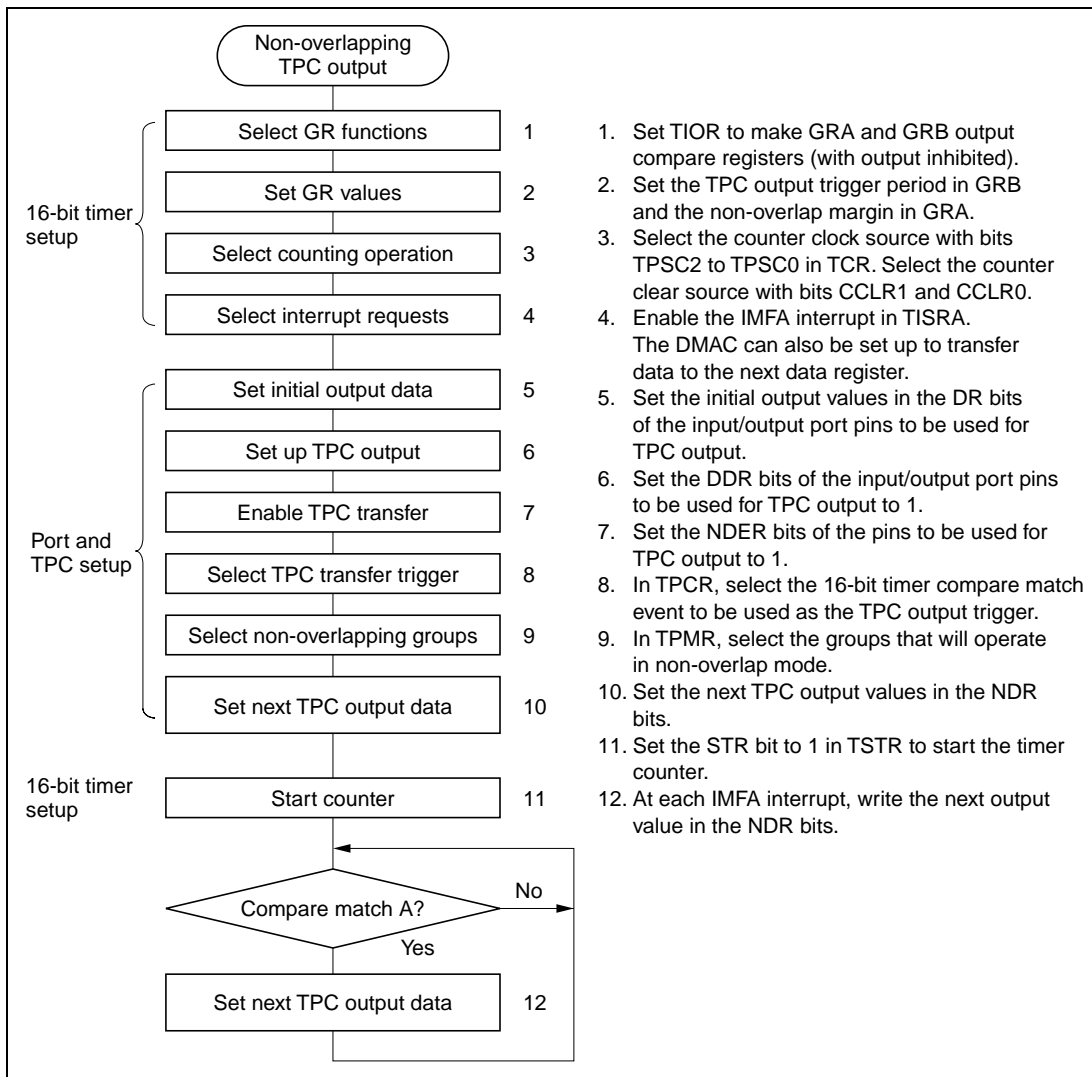 Non-overlapping
TPC output
16-bit timer
setup
Select GR functions 1
Set GR values 2
Select counting operation 3
Select interrupt requests 4
Port and
TPC setup
Set initial output data 5
Set up TPC output 6
Enable TPC transfer 7
Select TPC transfer trigger 8
Select non-overlapping groups 9
Set next TPC output data 10
16-bit timer
setup
Start counter 11
Compare match A?
No
Yes
Set next TPC output data 12
1. Set TIOR to make GRA and GRB output
compare registers (with output inhibited).
2. Set the TPC output trigger period in GRB
and the non-overlap margin in GRA.
3. Select the counter clock source with bits
TPSC2 to TPSC0 in TCR. Select the counter
clear source with bits CCLR1 and CCLR0.
4. Enable the IMFA interrupt in TISRA.
The DMAC can also be set up to transfer
data to the next data register.
5. Set the initial output values in the DR bits
of the input/output port pins to be used for
TPC output.
6. Set the DDR bits of the input/output port pins
to be used for TPC output to 1.
7. Set the NDER bits of the pins to be used for
TPC output to 1.
8. In TPCR, select the 16-bit timer compare match
event to be used as the TPC output trigger.
9. In TPMR, select the groups that will operate
in non-overlap mode.
10. Set the next TPC output values in the NDR
bits.
11. Set the STR bit to 1 in TSTR to start the timer
counter.
12. At each IMFA interrupt, write the next output
value in the NDR bits.